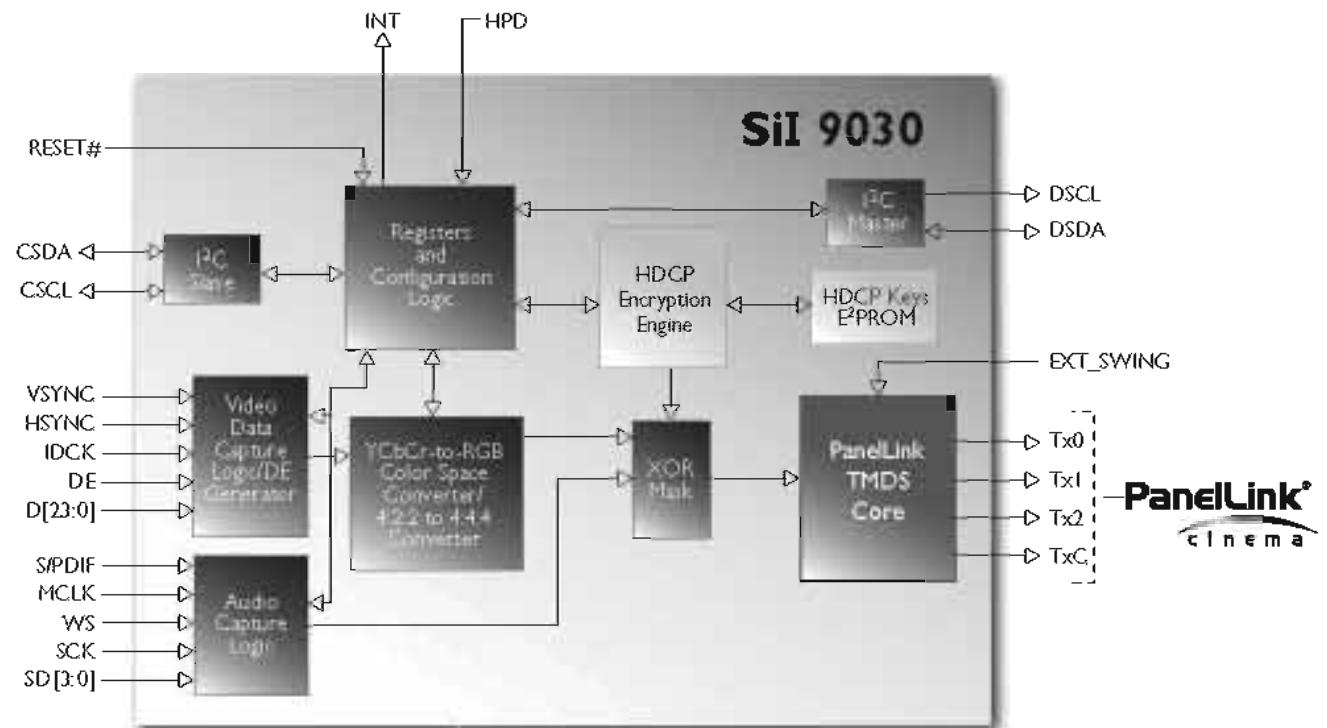 INT
HPD
SiI 9030
RESET#
I²C
Master
DSCL
DSDA
Registers
and
Configuration
Logic
CSDA
CSCL
I²C
Slave
HDCP
Encryption
Engine
HDCP Keys
E²PROM
EXT_SWING
VSYNC
HSYNC
IDCK
DE
D[23:0]
Video
Data
Capture
Logic/DE
Generator
YCbCr-to-RGB
Color Space
Converter/
4:2:2 to 4:4:4
Converter
XOR
Mask
PanelLink
TMDS
Core
Tx0
Tx1
Tx2
TxC
PanelLink®
cinema
S/PDIF
MCLK
WS
SCK
SD[3:0]
Audio
Capture
Logic